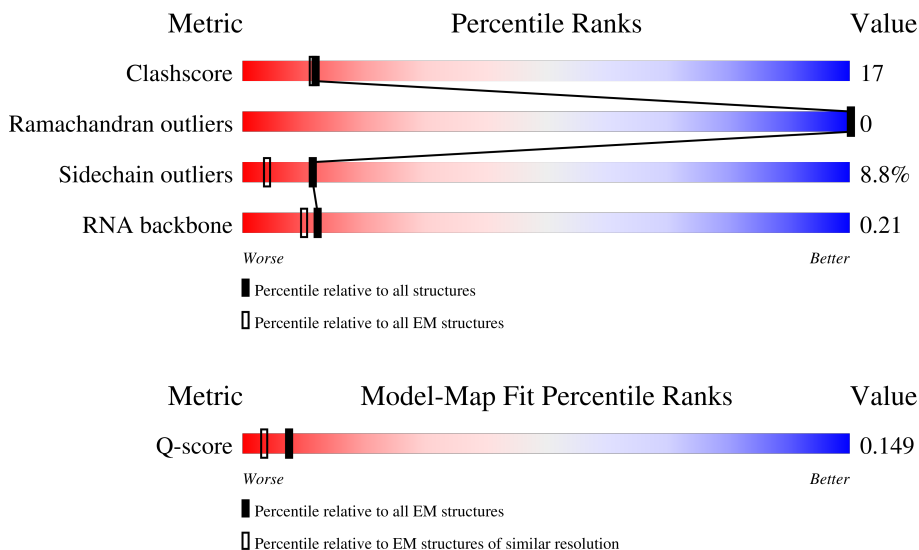 Metric Percentile Ranks Value
Clashscore 17
Ramachandran outliers 0
Sidechain outliers 8.8%
RNA backbone 0.21
Worse Better
Percentile relative to all structures
Percentile relative to all EM structures
Metric Model-Map Fit Percentile Ranks Value
Q-score 0.149
Worse Better
Percentile relative to all EM structures
Percentile relative to EM structures of similar resolution